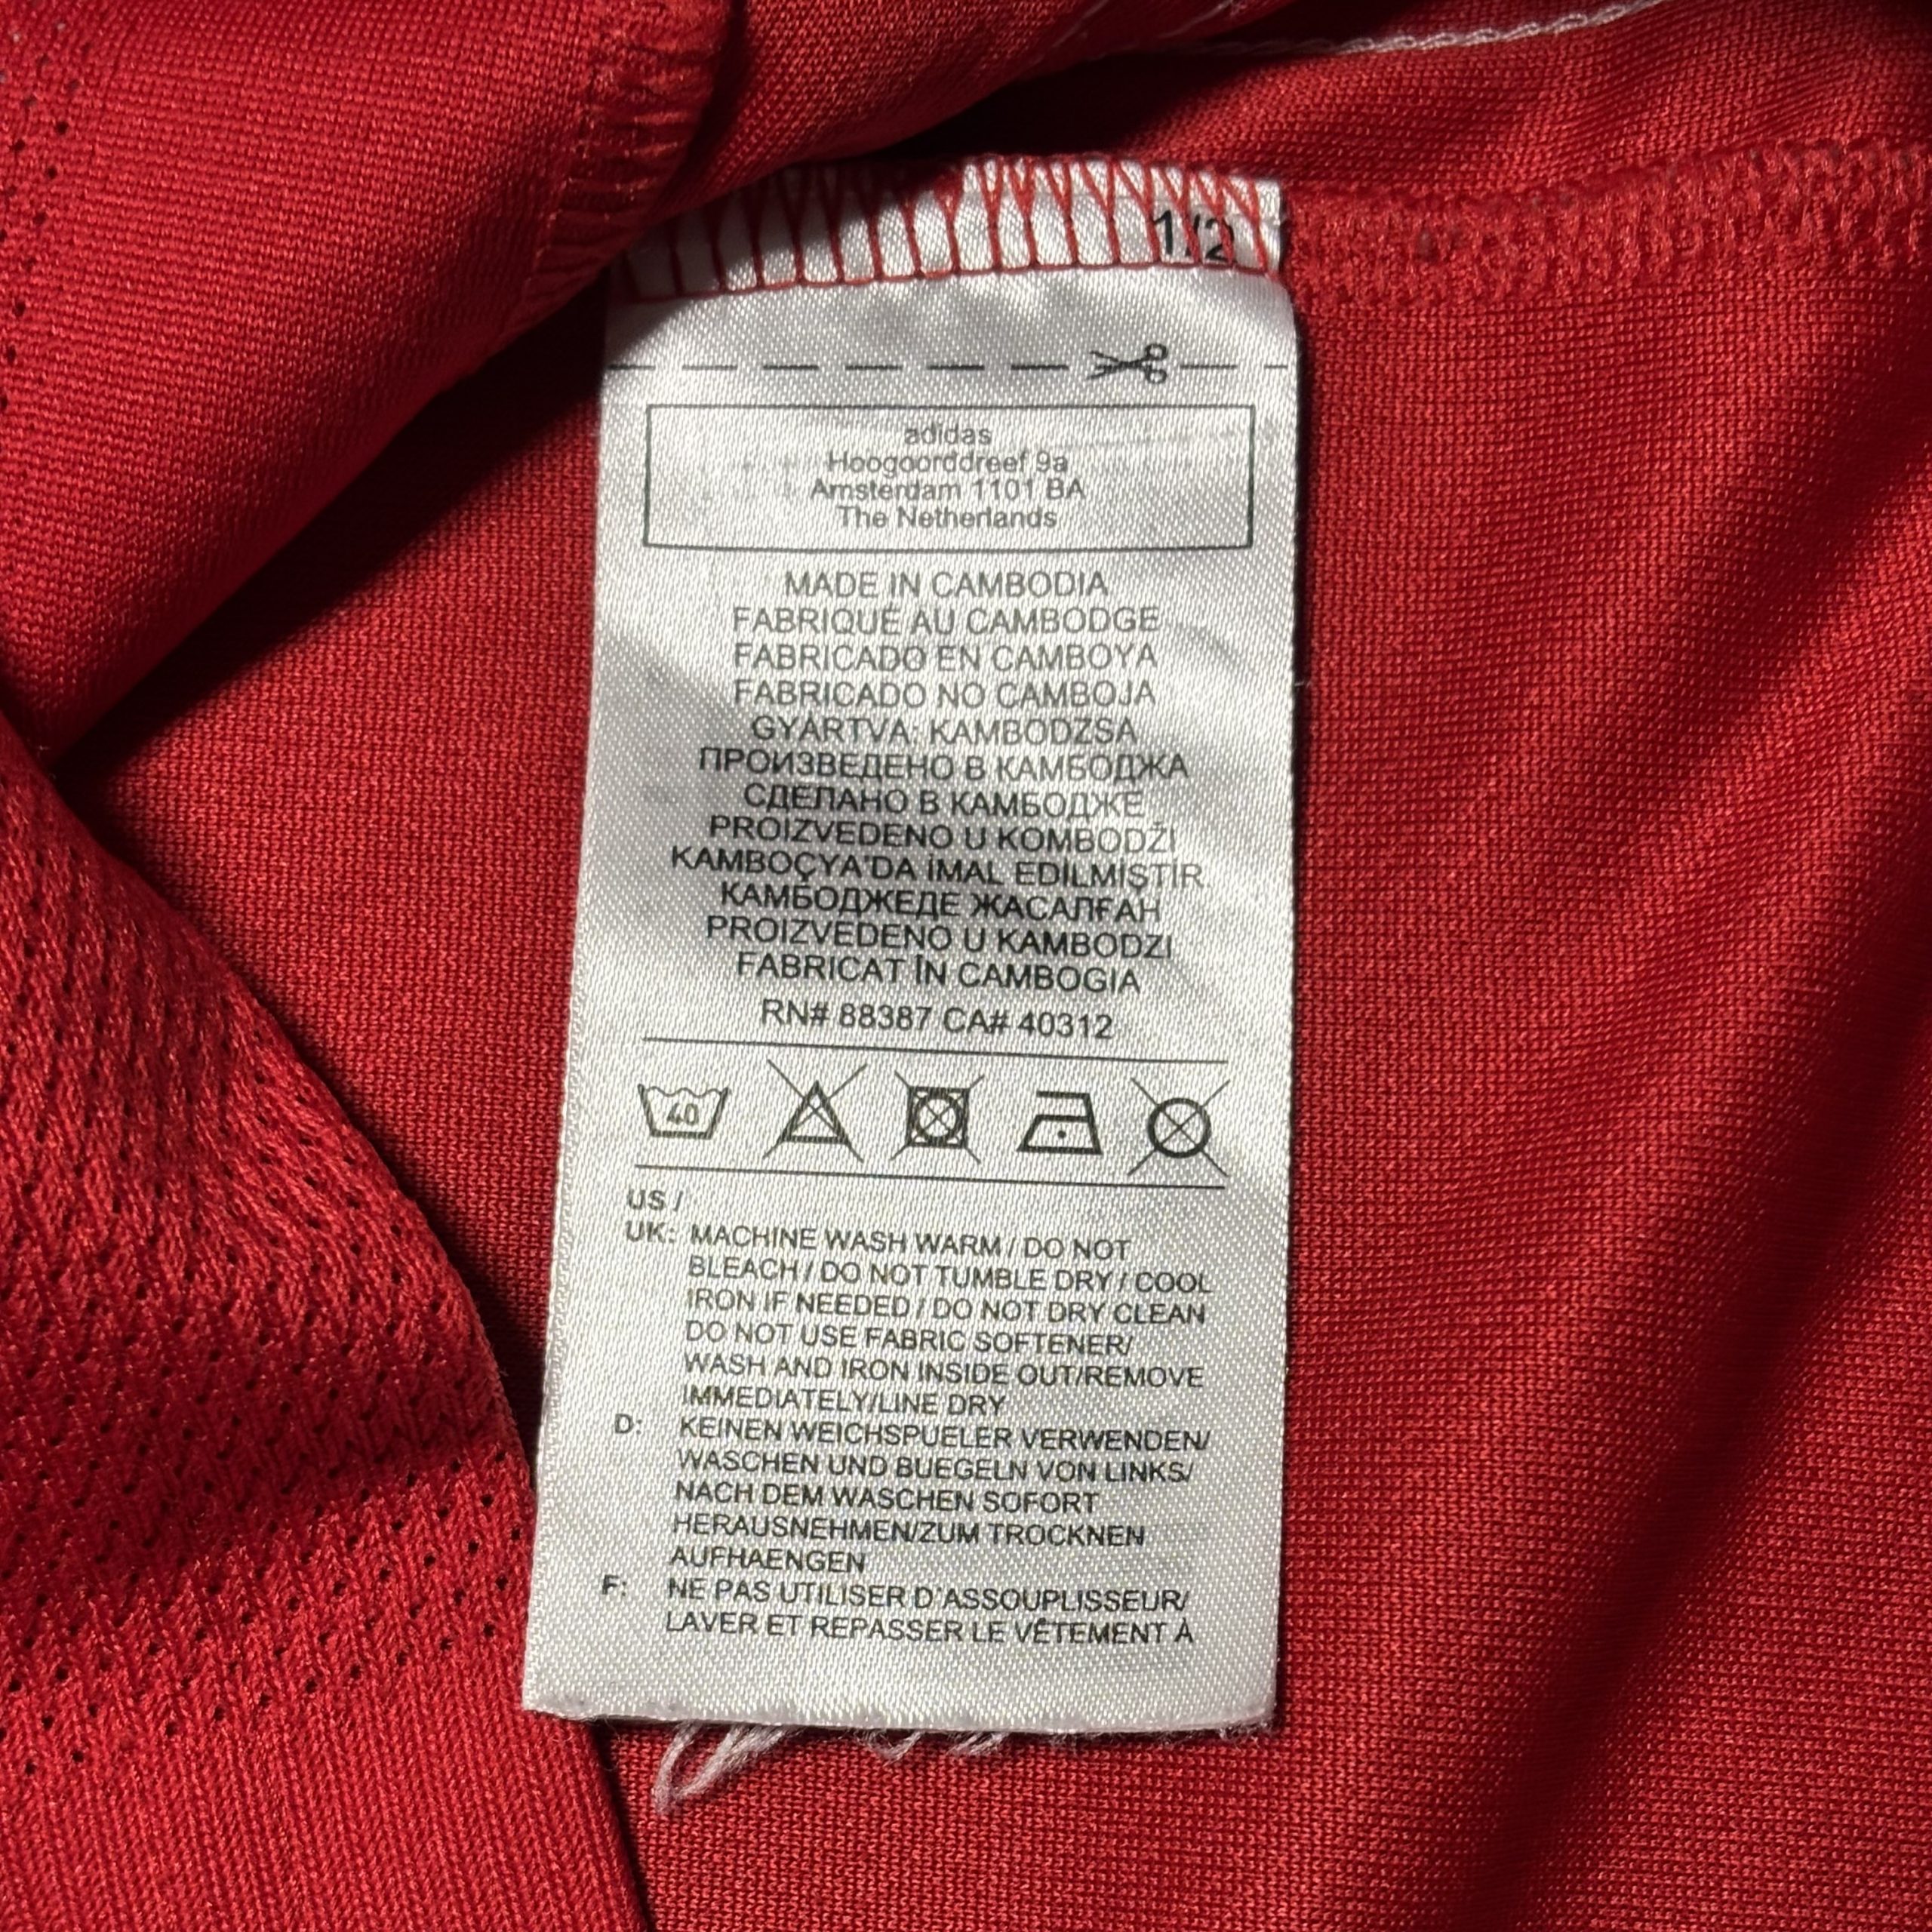 1/2
adidas
Hoogoorddreef 9a
Amsterdam 1101 BA
The Netherlands
MADE IN CAMBODIA
FABRIQUÉ AU CAMBODGE
FABRICADO EN CAMBOYA
FABRICADO NO CAMBOJA
GYÁRTVA: KAMBODZSA
ПРОИЗВЕДЕНО В КАМБОДЖА
СДЕЛАНО В КАМБОДЖЕ
PROIZVEDENO U KOMBODŽI
KAMBOÇYA'DA İMAL EDİLMİŞTİR
КАМБОДЖЕДЕ ЖАСАЛҒАН
PROIZVEDENO U KAMBODZI
FABRICAT ÎN CAMBOGIA
RN# 88387 CA# 40312
40
US /
UK: MACHINE WASH WARM / DO NOT
BLEACH / DO NOT TUMBLE DRY / COOL
IRON IF NEEDED / DO NOT DRY CLEAN
DO NOT USE FABRIC SOFTENER/
WASH AND IRON INSIDE OUT/REMOVE
IMMEDIATELY/LINE DRY
D: KEINEN WEICHSPUELER VERWENDEN/
WASCHEN UND BUEGELN VON LINKS/
NACH DEM WASCHEN SOFORT
HERAUSNEHMEN/ZUM TROCKNEN
AUFHAENGEN
F: NE PAS UTILISER D'ASSOUPLISSEUR/
LAVER ET REPASSER LE VÊTEMENT À